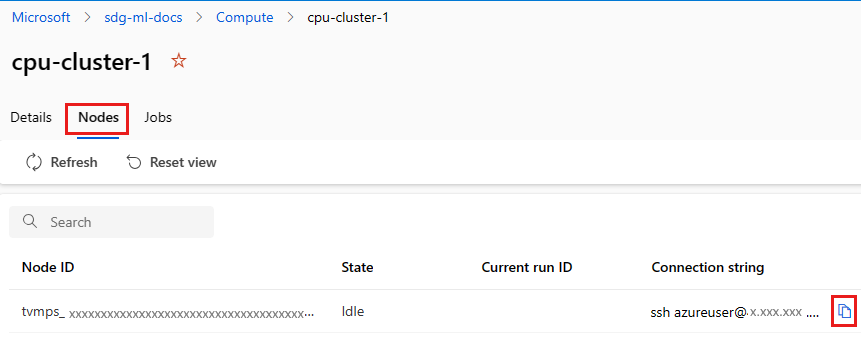 Microsoft > sdg-ml-docs > Compute > cpu-cluster-1
cpu-cluster-1
Details Nodes Jobs
Refresh Reset view
Search
Node ID State Current run ID Connection string
tvmps_ xxxxxxxxxxxxxxxxxxxxxxxxxxxxxxxxxxxxxx... Idle ssh azureuser@.x.xxx.xxx ....